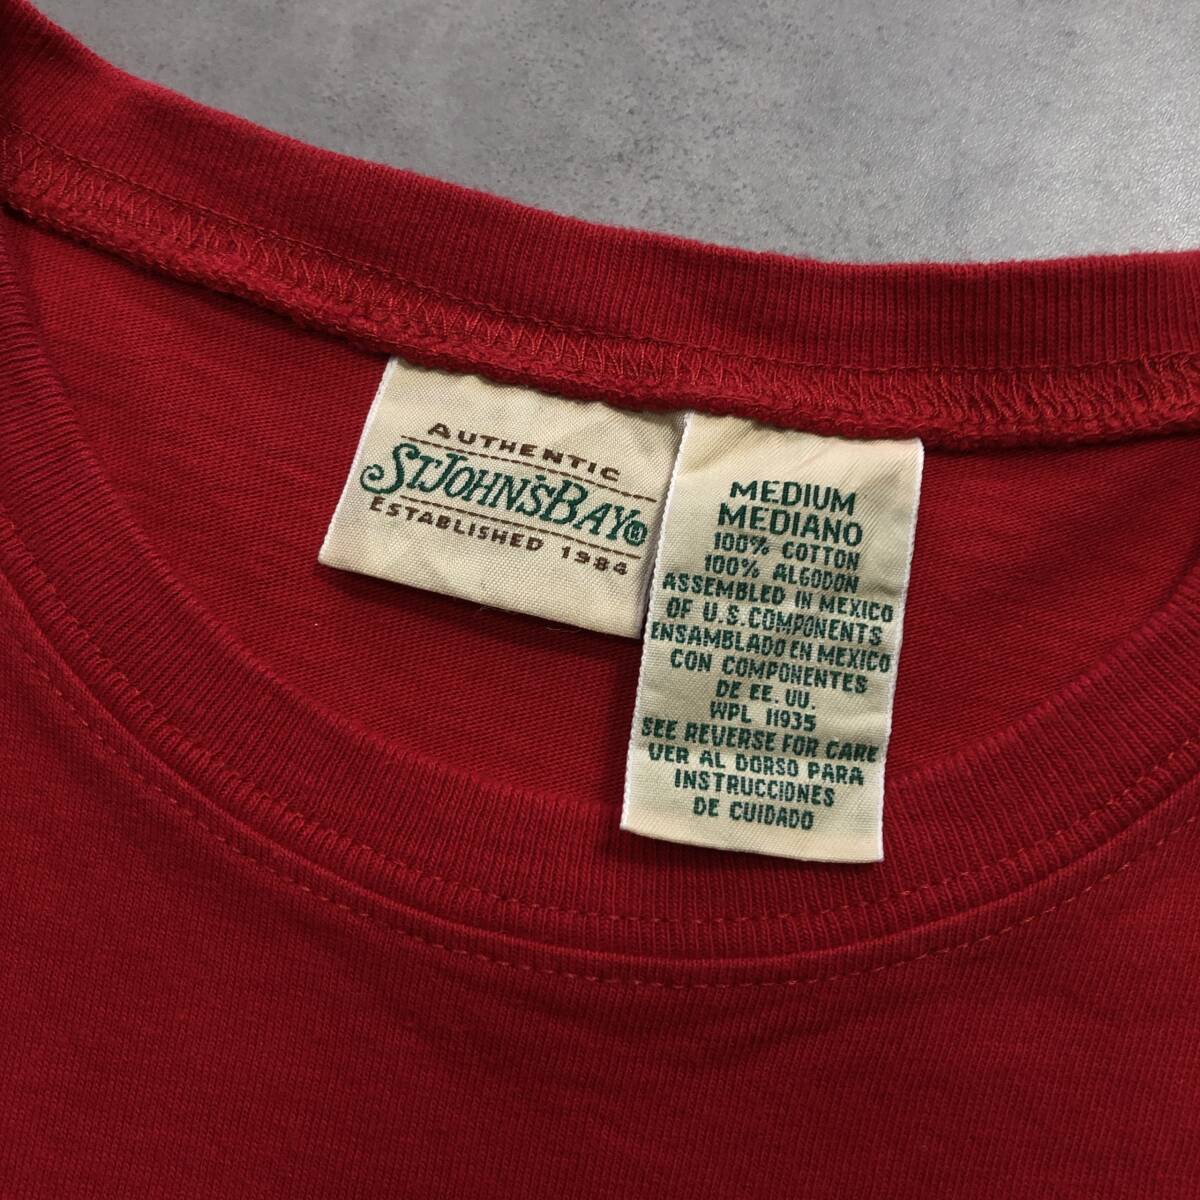 AUTHENTIC
ST.JOHN'S BAY®
ESTABLISHED 1984
MEDIUM
MEDIANO
100% COTTON
100% ALGODON
ASSEMBLED IN MEXICO
OF U.S. COMPONENTS
ENSAMBLADO EN MEXICO
CON COMPONENTES
DE EE. UU.
WPL 11935
SEE REVERSE FOR CARE
VER AL DORSO PARA
INSTRUCCIONES
DE CUIDADO